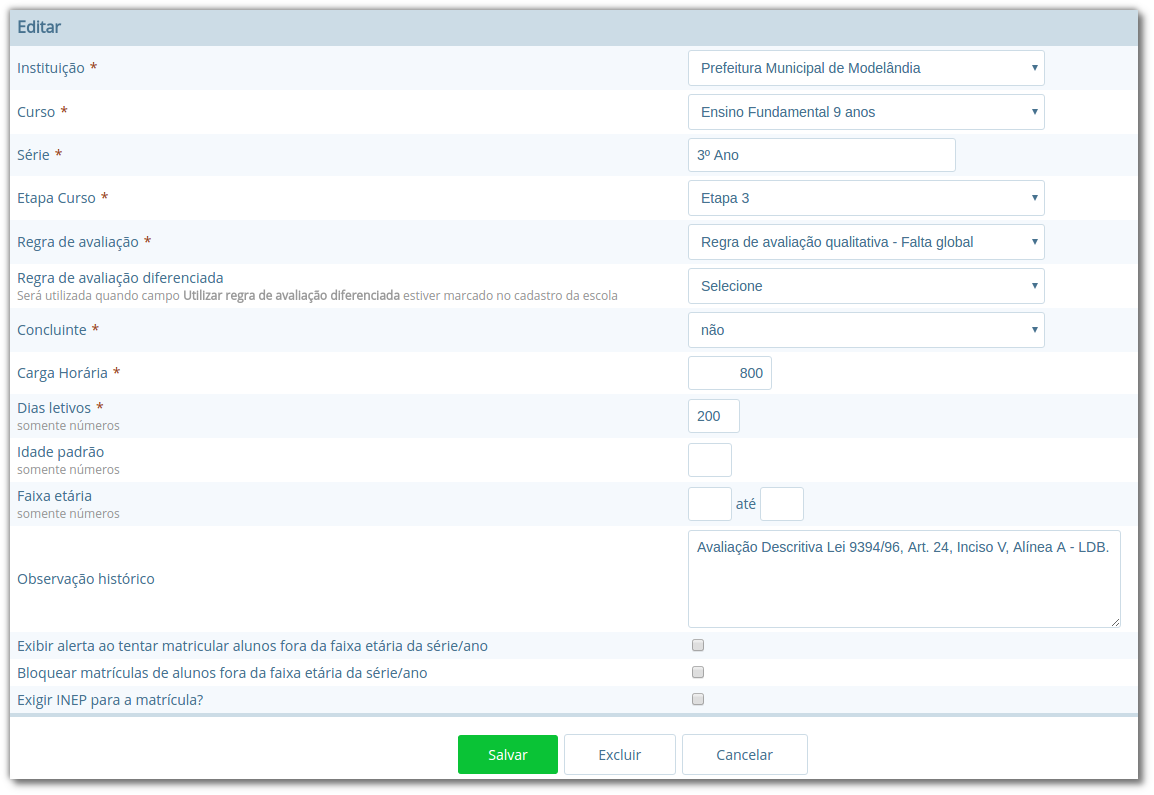 Editar
Instituição * Prefeitura Municipal de Modelândia
Curso * Ensino Fundamental 9 anos
Série * 3º Ano
Etapa Curso * Etapa 3
Regra de avaliação * Regra de avaliação qualitativa - Falta global
Regra de avaliação diferenciada Selecione
Será utilizada quando campo Utilizar regra de avaliação diferenciada estiver marcado no cadastro da escola
Concluinte * não
Carga Horária * 800
Dias letivos * 200
somente números
Idade padrão
somente números
Faixa etária até
somente números
Observação histórico Avaliação Descritiva Lei 9394/96, Art. 24, Inciso V, Alínea A - LDB.
Exibir alerta ao tentar matricular alunos fora da faixa etária da série/ano
Bloquear matrículas de alunos fora da faixa etária da série/ano
Exigir INEP para a matrícula?
Salvar Excluir Cancelar